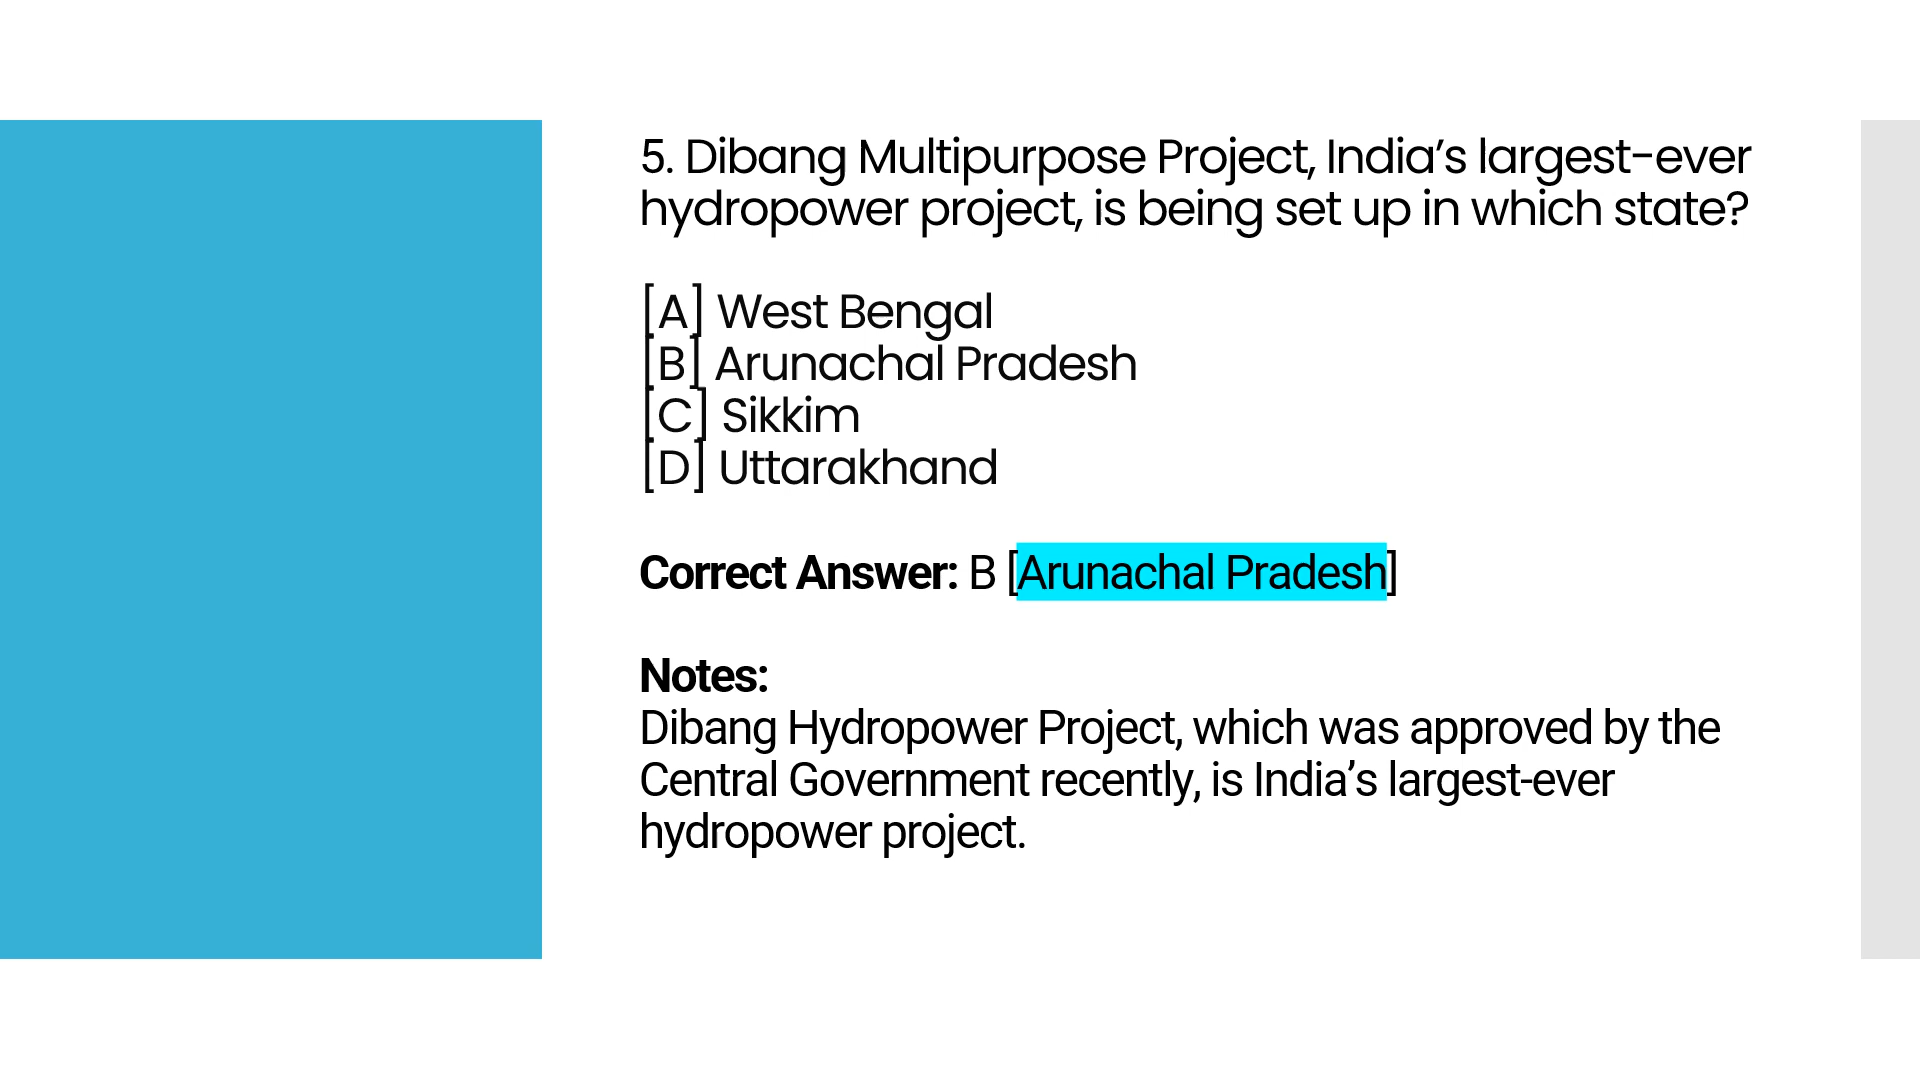 5. Dibang Multipurpose Project, India’s largest-ever
hydropower project, is being set up in which state?
[A] West Bengal
[B] Arunachal Pradesh
[C] Sikkim
[D] Uttarakhand
Correct Answer: B [Arunachal Pradesh]
Notes:
Dibang Hydropower Project, which was approved by the
Central Government recently, is India’s largest-ever
hydropower project.